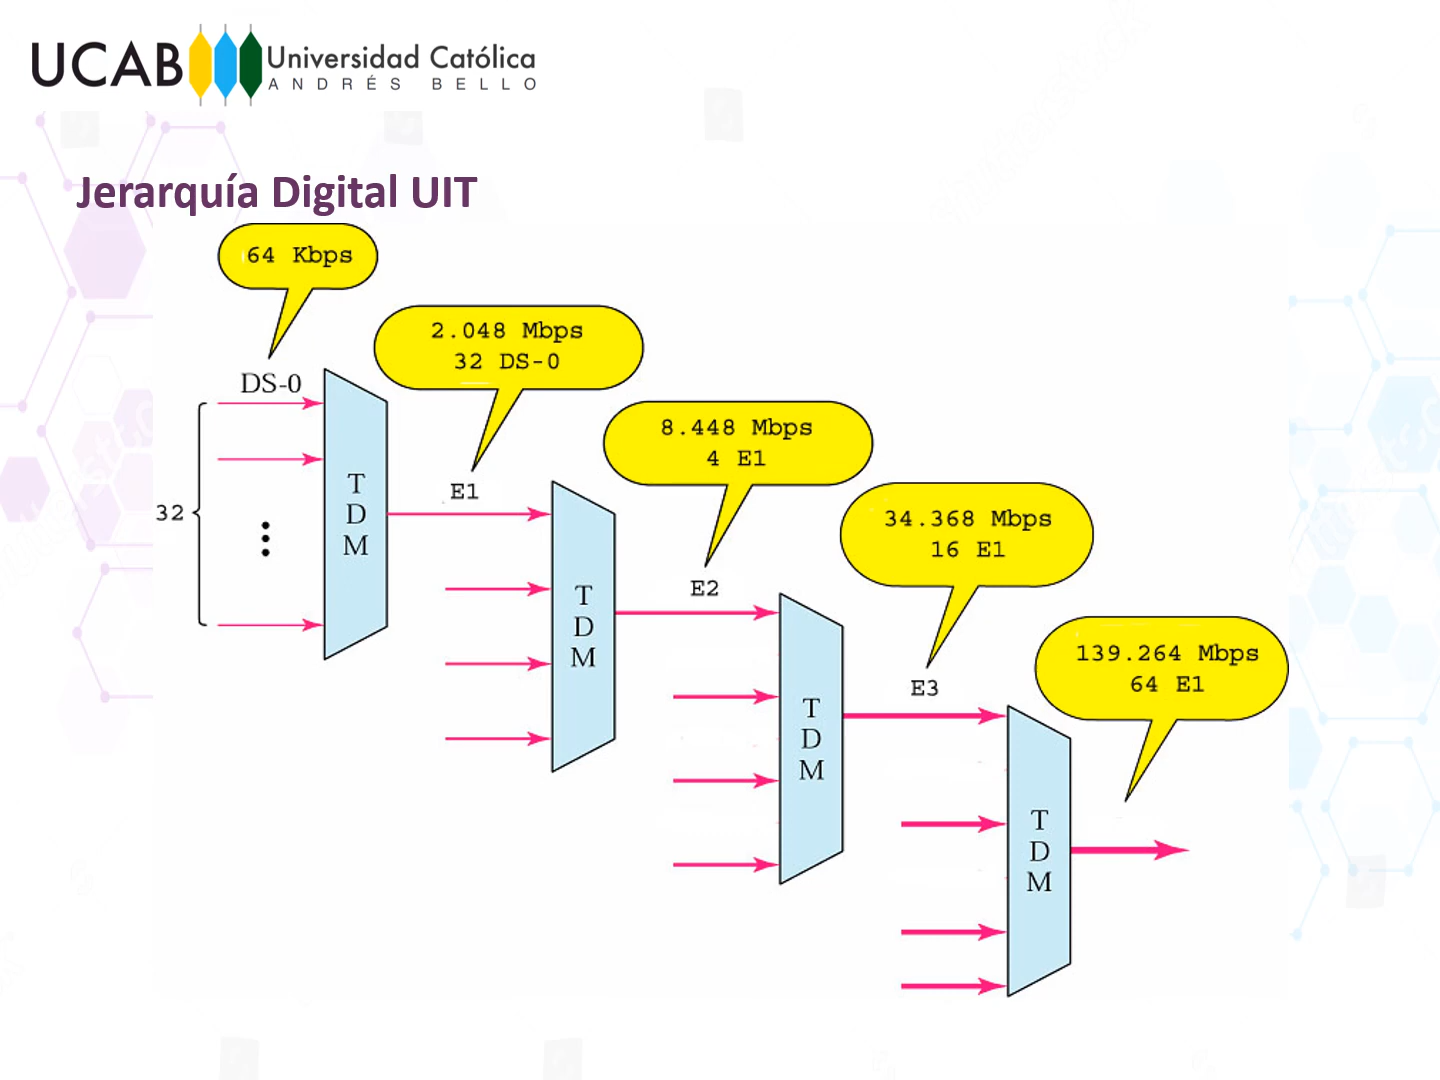 UCAB Universidad Católica
ANDRÉS BELLO
Jerarquía Digital UIT
64 Kbps
2.048 Mbps
32 DS-0
DS-0
8.448 Mbps
4 E1
T
D
M
E1
34.368 Mbps
16 E1
32
T
D
M
E2
139.264 Mbps
64 E1
E3
T
D
M
T
D
M